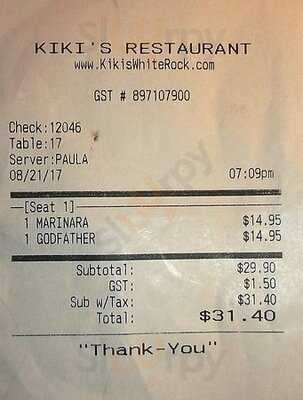 KIKI'S RESTAURANT
www.KikisWhiteRock.com
GST # 897107900
Check:12046
Table:17
Server:PAULA
08/21/17 07:09pm
[Seat 1]
1 MARINARA $14.95
1 GODFATHER $14.95
Subtotal: $29.90
GST: $1.50
Sub w/Tax: $31.40
Total: $31.40
"Thank-You"